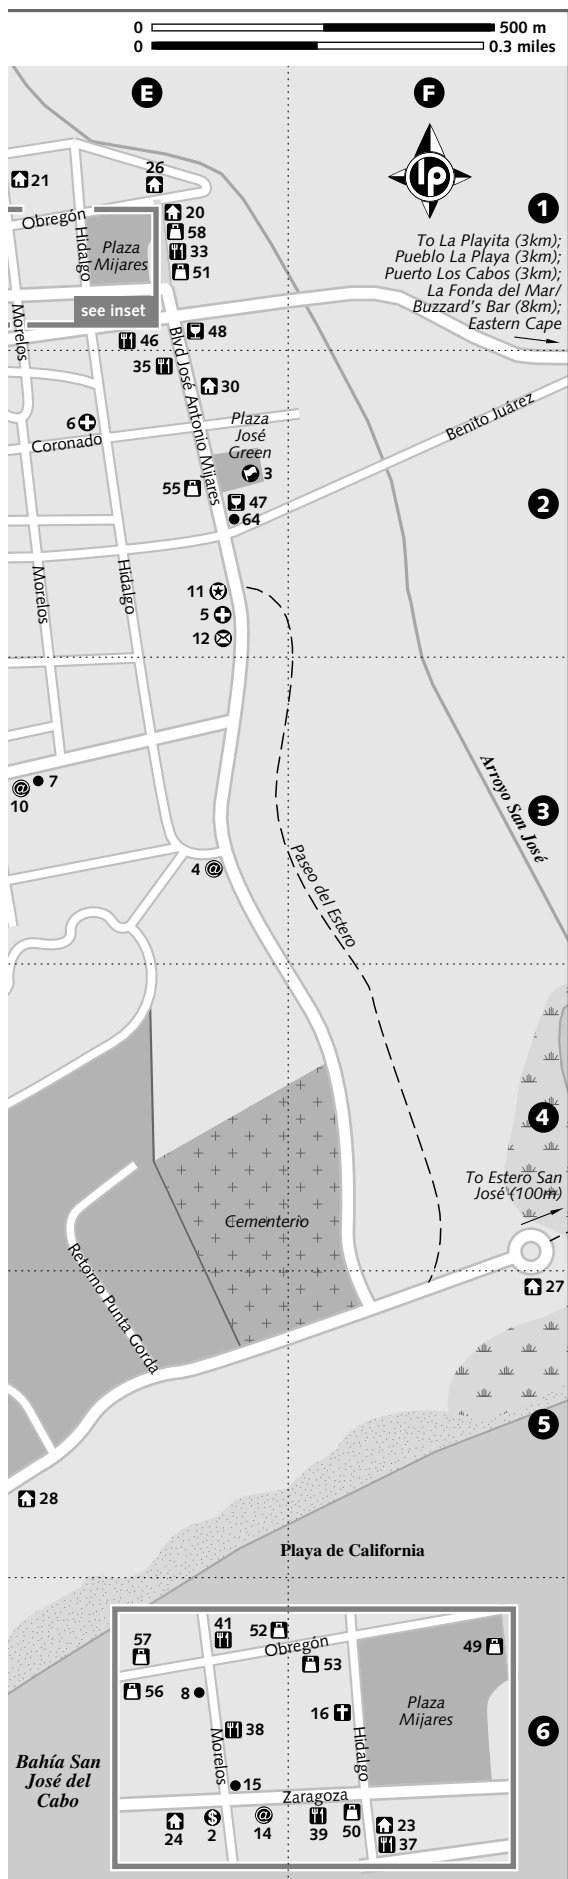 0 500 m
0 0.3 miles
E
F
lp
1
To La Playita (3km);
Pueblo La Playa (3km);
Puerto Los Cabos (3km);
La Fonda del Mar/
Buzzard's Bar (8km);
Eastern Cape
21
26
Obregón
Hidalgo
Plaza
Mijares
20
58
33
51
see inset
Morelos
46
48
35
Blvd José Antonio Mijares
30
6
Coronado
Plaza
José
Green
3
Benito Juárez
2
55
47
64
Morelos
Hidalgo
11
5
12
7
@
10
Arroyo San José
3
4 @
Paseo del Estero
4
To Estero San
José (100m)
Cementerio
27
Retorno Punta Gorda
5
28
Playa de California
41
52
57
Obregón
49
53
56
8
16
Plaza
Mijares
6
38
Morelos
Hidalgo
Bahía San
José del
Cabo
15
Zaragoza
24
$
2
@
14
39
50
23
37